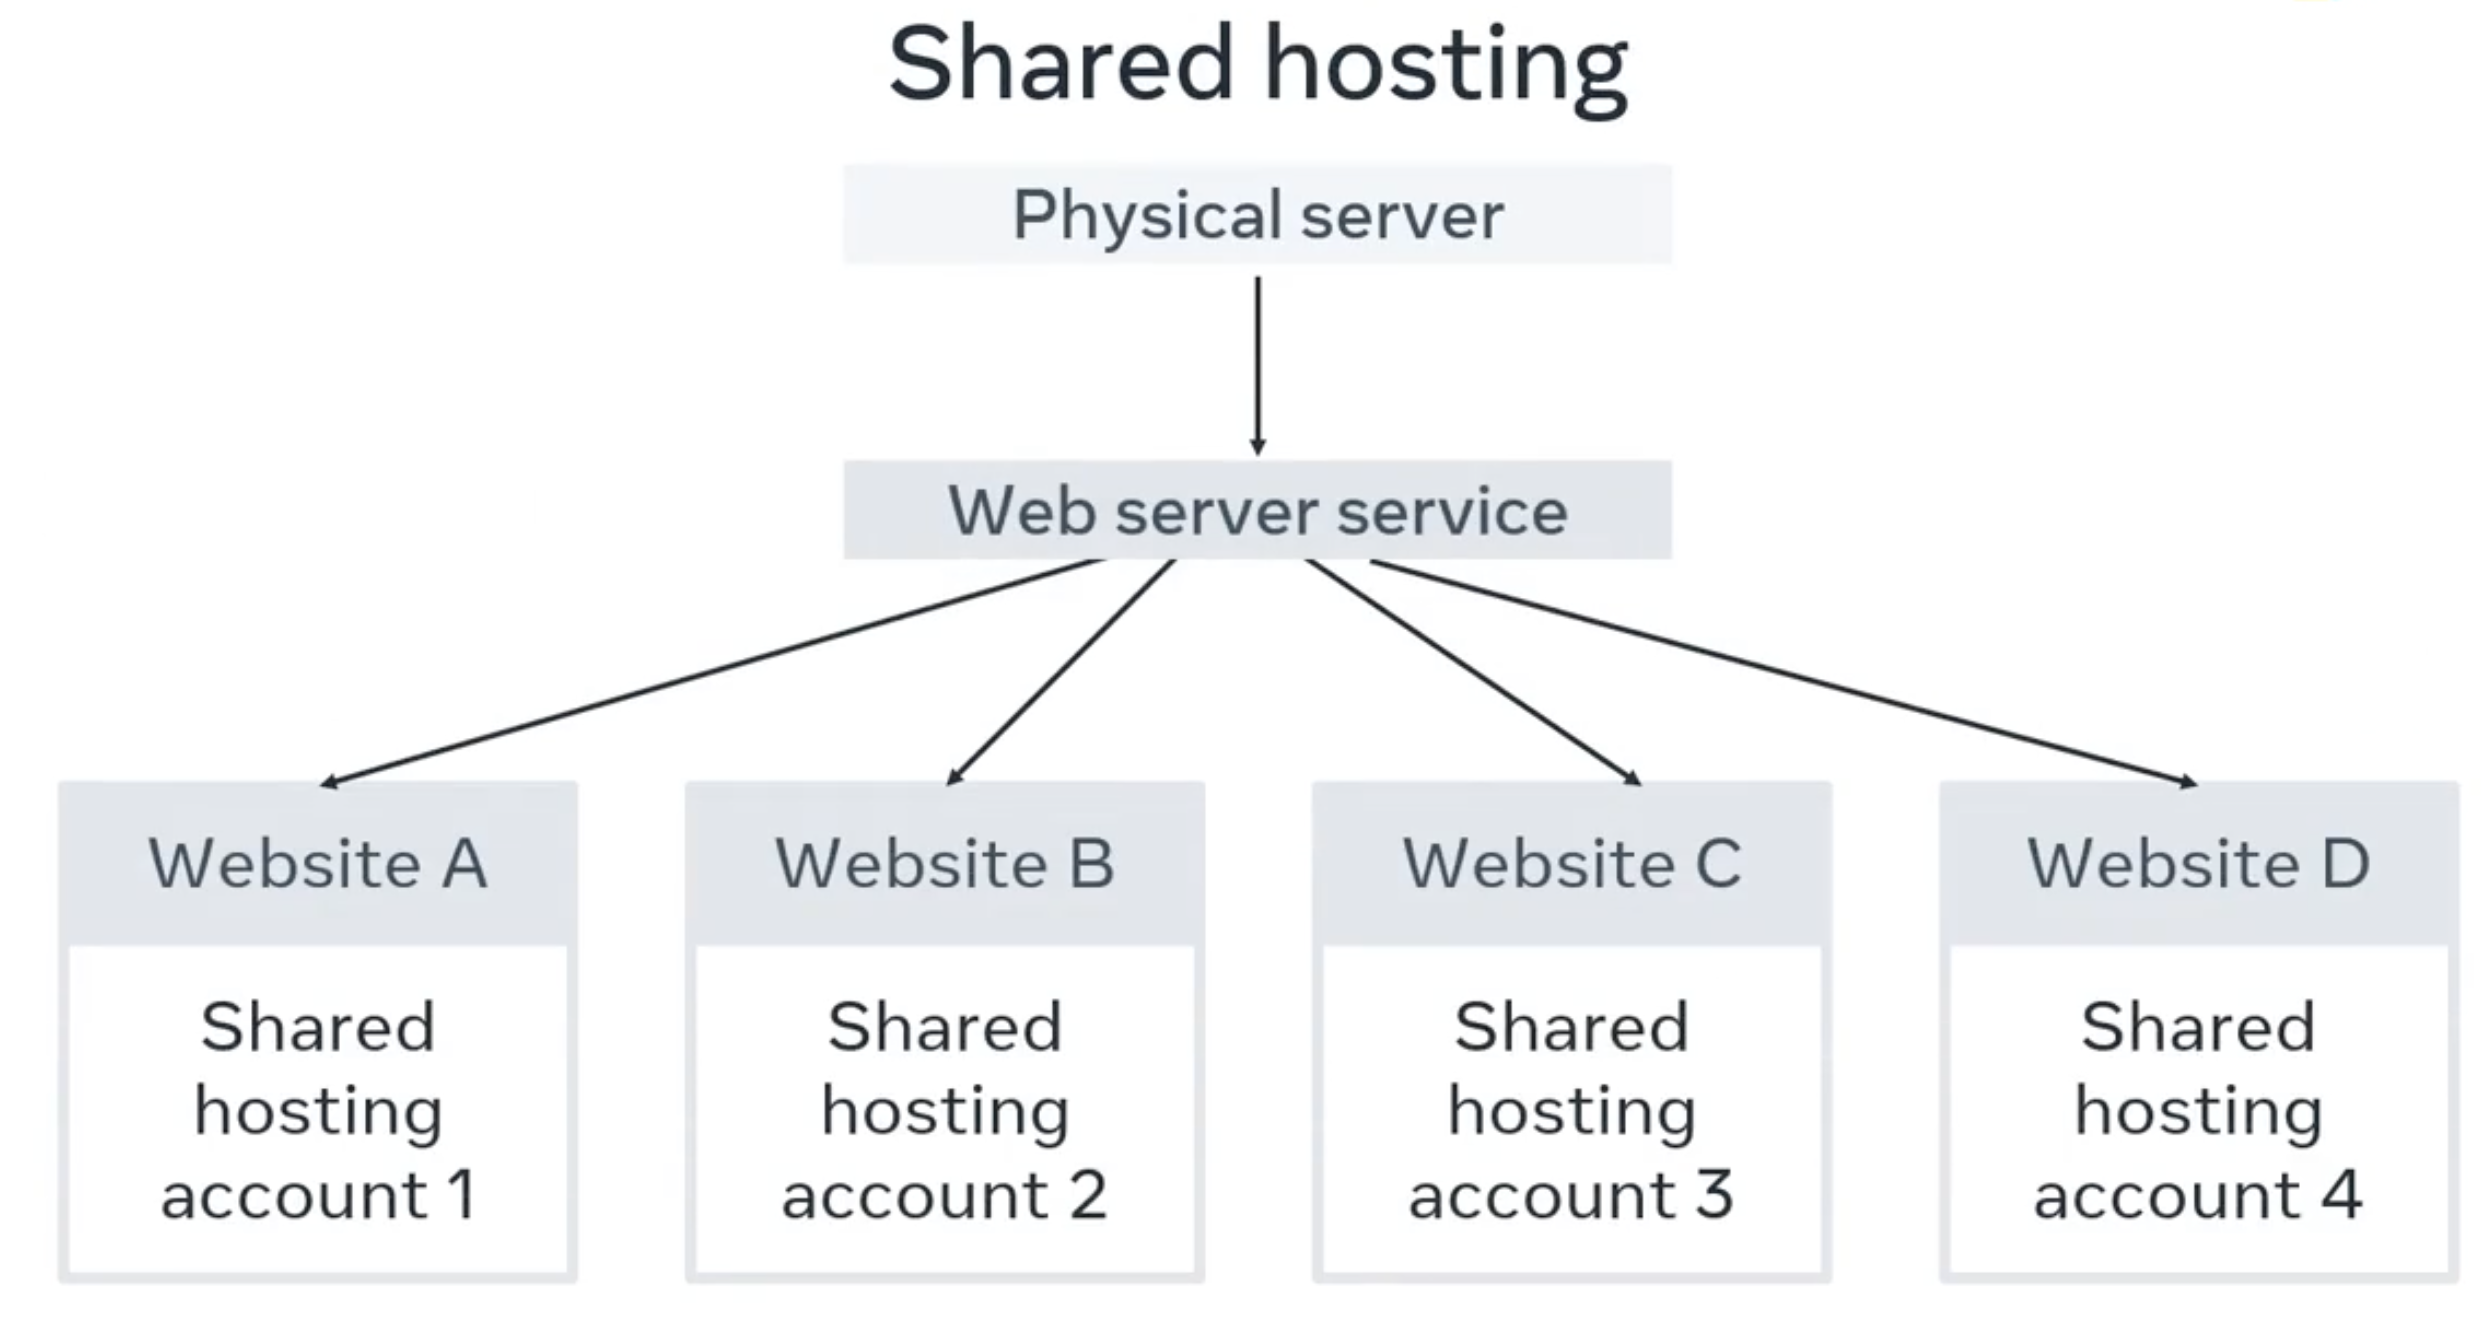 Shared hosting
Physical server
Web server service
Website A
Website B
Website C
Website D
Shared
hosting
account 1
Shared
hosting
account 2
Shared
hosting
account 3
Shared
hosting
account 4